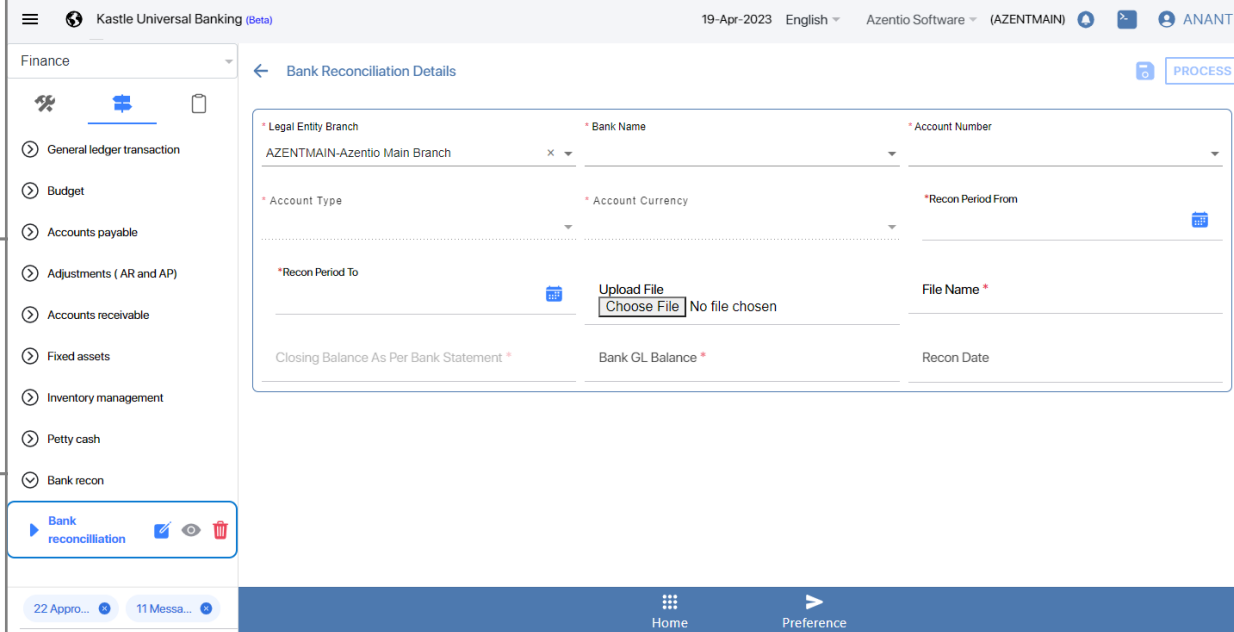 Kastle Universal Banking (Beta)
19-Apr-2023 English Azentio Software (AZENTMAIN) ANANT
Finance
Bank Reconciliation Details
PROCESS
General ledger transaction
Budget
Accounts payable
Adjustments ( AR and AP)
Accounts receivable
Fixed assets
Inventory management
Petty cash
Bank recon
Bank
reconcilliation
22 Appro...
11 Messa...
* Legal Entity Branch
AZENTMAIN-Azentio Main Branch
* Bank Name
* Account Number
* Account Type
* Account Currency
*Recon Period From
*Recon Period To
Upload File
Choose File No file chosen
File Name *
Closing Balance As Per Bank Statement *
Bank GL Balance *
Recon Date
Home
Preference